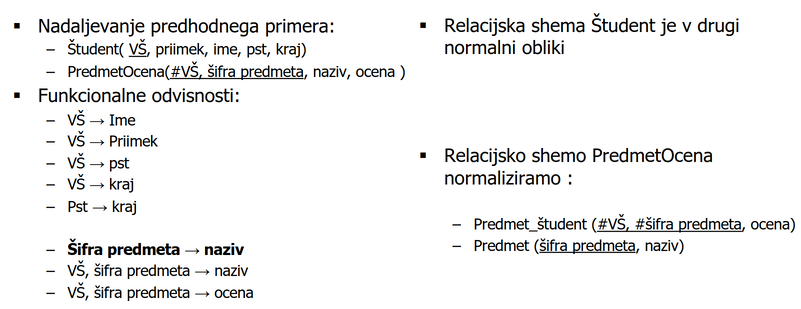 ▪ Nadaljevanje predhodnega primera:
– Študent( VŠ, priimek, ime, pst, kraj)
– PredmetOcena(#VŠ, šifra predmeta, naziv, ocena )
▪ Funkcionalne odvisnosti:
– VŠ → Ime
– VŠ → Priimek
– VŠ → pst
– VŠ → kraj
– Pst → kraj
– Šifra predmeta → naziv
– VŠ, šifra predmeta → naziv
– VŠ, šifra predmeta → ocena
▪ Relacijska shema Študent je v drugi
normalni obliki
▪ Relacijsko shemo PredmetOcena
normaliziramo :
– Predmet_študent (#VŠ, #šifra predmeta, ocena)
– Predmet (šifra predmeta, naziv)